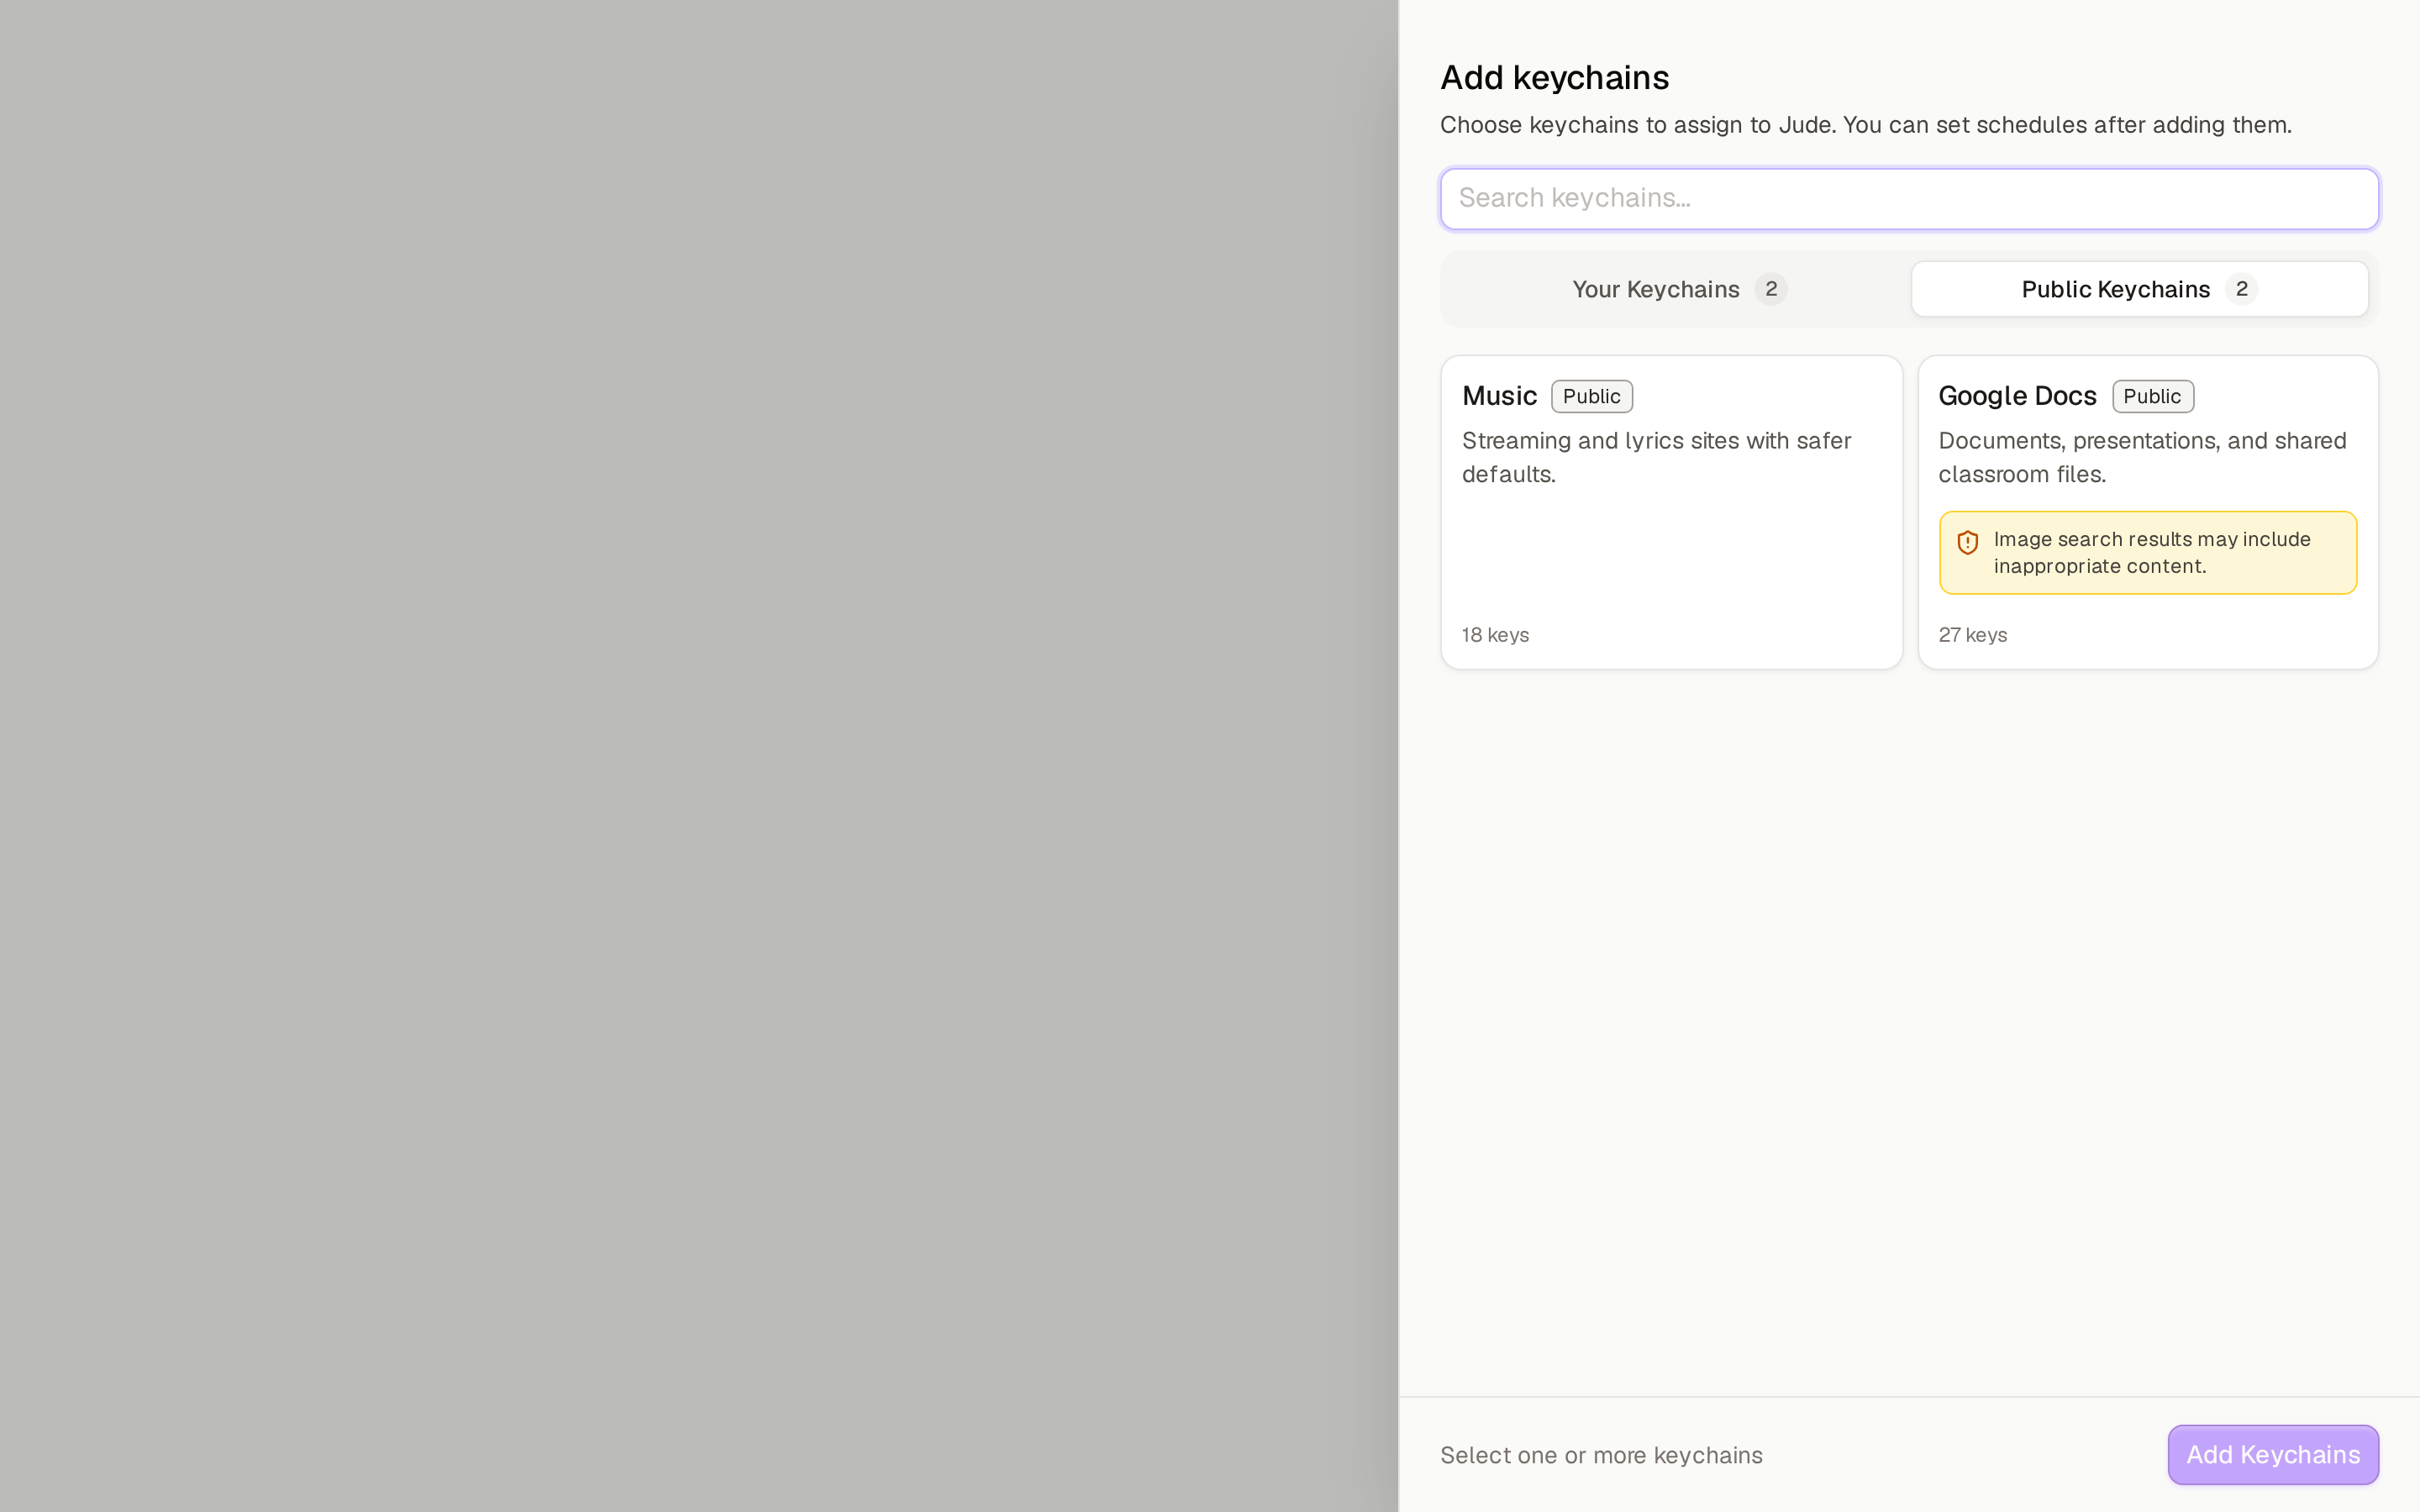 Add keychains
Choose keychains to assign to Jude. You can set schedules after adding them.
Search keychains...
Your Keychains 2
Public Keychains 2
Music Public
Streaming and lyrics sites with safer
defaults.
18 keys
Google Docs Public
Documents, presentations, and shared
classroom files.
Image search results may include
inappropriate content.
27 keys
Select one or more keychains
Add Keychains